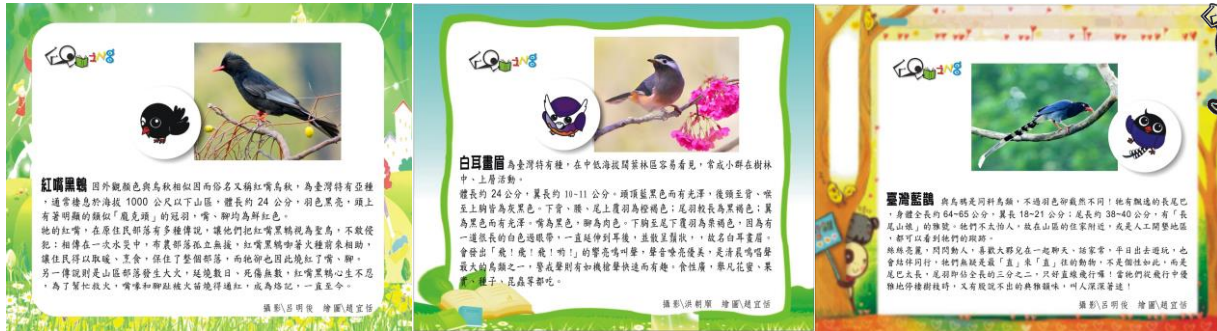 紅嘴黑鵯 因外觀顏色與烏秋相似因而俗名又稱紅嘴烏秋,為臺灣特有亞種
,通常棲息於海拔 1000 公尺以下山區,體長約 24 公分,羽色黑亮,頭上
有著明顯的類似「龐克頭」的冠羽,嘴、腳均為鮮紅色。
牠的紅嘴,在原住民部落有多種傳說,讓他們把紅嘴黑鵯視為聖鳥,不敢侵
犯:相傳在一次水災中,布農部落孤立無援,紅嘴黑鵯啣著火種前來相助,
讓住民得以取暖、烹食,保住了整個部落,而牠卻也因此燒紅了嘴、腳。
另一傳說則是山區部落發生大火,延燒數日、死傷無數,紅嘴黑鵯心生不忍
,為了幫忙救火,嘴喙和腳趾被火苗燒得通紅,成為烙記,一直至今。
攝影\呂明俊 繪圖\趙宜恬
白耳畫眉 為臺灣特有種,在中低海拔闊葉林區容易看見,常成小群在樹林
中、上層活動。
體長約 24 公分,翼長約 10-11 公分。頭頂藍黑色而有光澤,後頸至背、喉
至上胸皆為灰黑色。下背、腰、尾上覆羽為橙褐色;尾羽較長為黑褐色;翼
為黑色而有光澤。嘴為黑色,腳為肉色。下胸至尾下覆羽為栗褐色,因為有
一道很長的白色過眼帶,一直延伸到耳後,並散呈鬚狀,,故名白耳畫眉。
會發出「飛!飛!飛!喲!」的響亮鳴叫聲,聲音嘹亮優美,是清晨鳴唱聲
最大的鳥類之一,警戒聲則有如機槍聲快速而有趣。食性廣,舉凡花蜜、果
實、種子、昆蟲等都吃。
攝影\洪朝順 繪圖\趙宜恬
臺灣藍鵲 與烏鴉是同科鳥類,不過羽色卻截然不同!牠有飄逸的長尾巴
,身體全長約 64-65 公分,翼長 18-21 公分;尾長約 38-40 公分,有「長
尾山娘」的雅號。牠們不太怕人,故在山區的住家附近,或是人工開墾地區
,都可以看到牠們的蹤跡。
綠然亮麗,閃閃動人,喜歡大夥兒在一起聊天、話家常,平日出去遊玩,也
會結伴同行,牠們無疑是最「直」來「直」往的動物,不是個性如此,而是
尾巴太長,尾羽即佔全長的三分之二,只好直線飛行囉!當牠們從飛行中優
雅地停棲樹枝時,又有說不出的典雅韻味,叫人深深著迷!
攝影\呂明俊 繪圖\趙宜恬